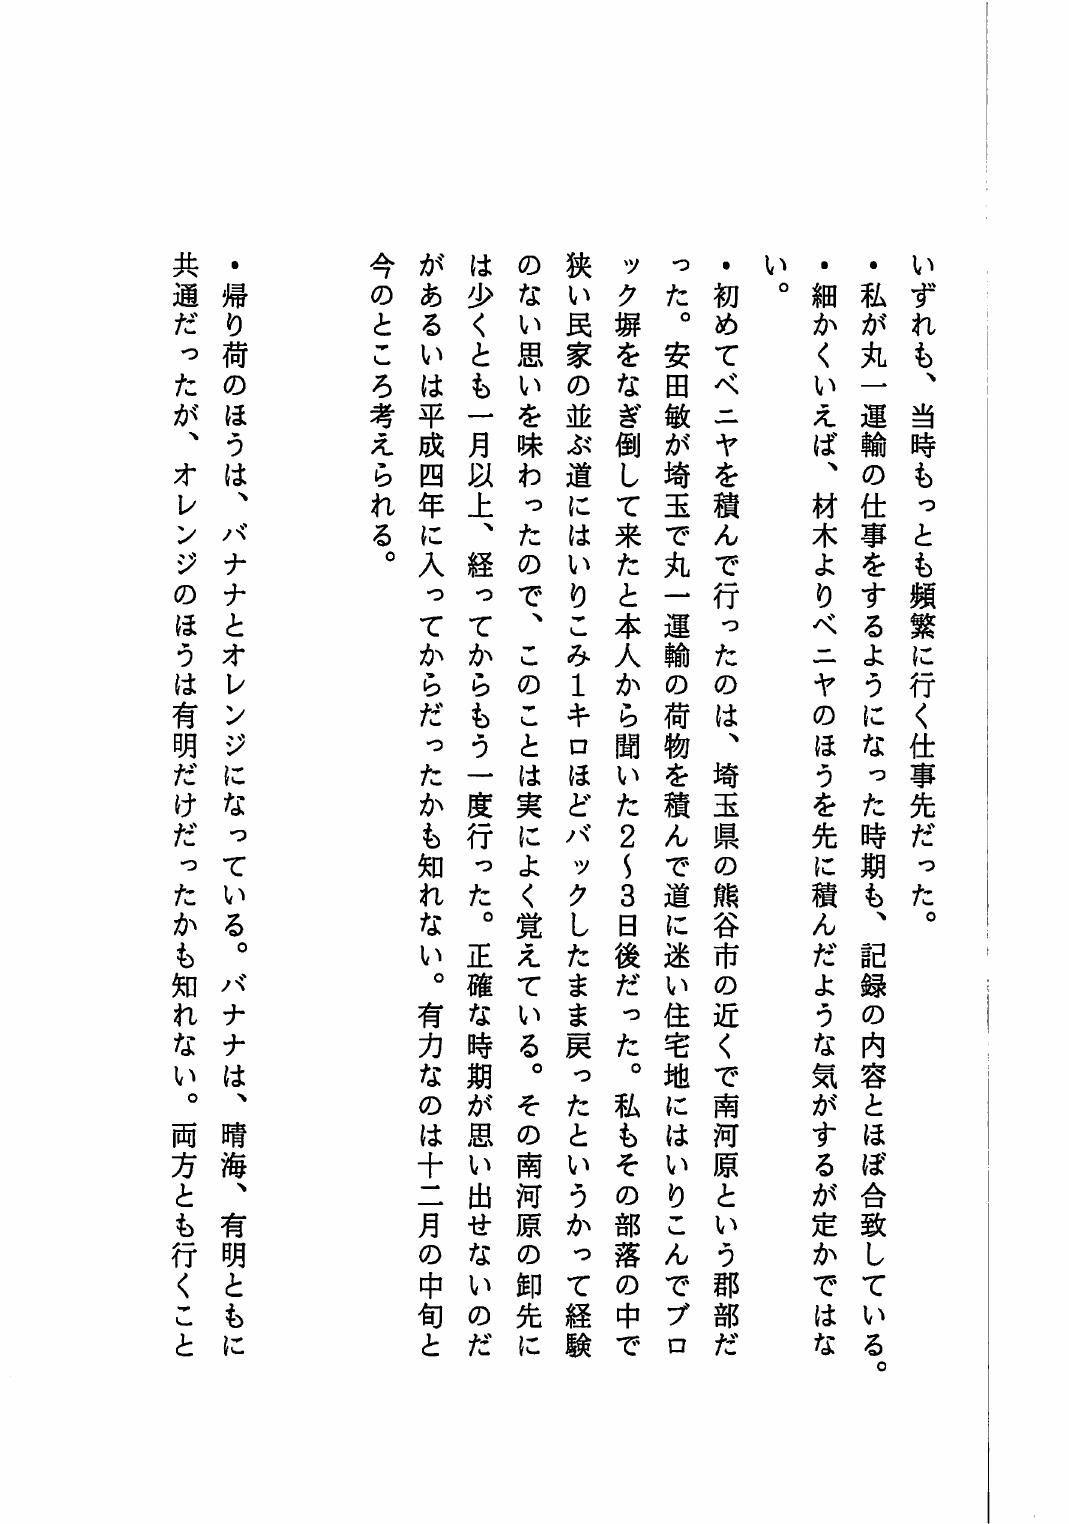 いずれも、当時もっとも頻繁に行く仕事先だった。
・私が丸一運輸の仕事をするようになった時期も、記録の内容とほぼ合致している。
・細かくいえば、材木よりベニヤのほうを先に積んだような気がするが定かではな
い。
・初めてベニヤを積んで行ったのは、埼玉県の熊谷市の近くで南河原という郡部だ
った。安田敏が埼玉で丸一運輸の荷物を積んで道に迷い住宅地にはいりこんでブロ
ック塀をなぎ倒して来たと本人から聞いた2〜3日後だった。私もその部落の中で
狭い民家の並ぶ道にはいりこみ1キロほどバックしたまま戻ったというかって経験
のない思いを味わったので、このことは実によく覚えている。その南河原の卸先に
は少くとも一月以上、経ってからもう一度行った。正確な時期が思い出せないのだ
があるいは平成四年に入ってからだったかも知れない。有力なのは十二月の中旬と
今のところ考えられる。
・帰り荷のほうは、バナナとオレンジになっている。バナナは、晴海、有明ともに
共通だったが、オレンジのほうは有明だけだったかも知れない。両方とも行くこと